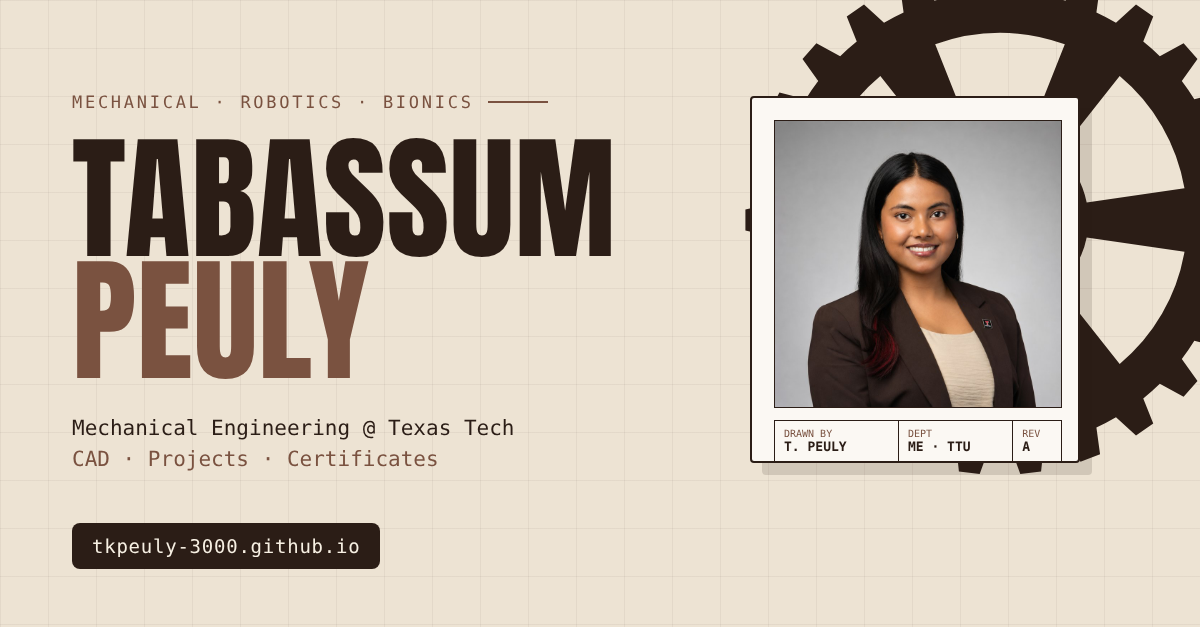 MECHANICAL · ROBOTICS · BIONICS
TABASSUM
PEULY
Mechanical Engineering @ Texas Tech
CAD · Projects · Certificates
tkpeuly-3000.github.io
DRAWN BY
T. PEULY
DEPT
ME · TTU
REV
A